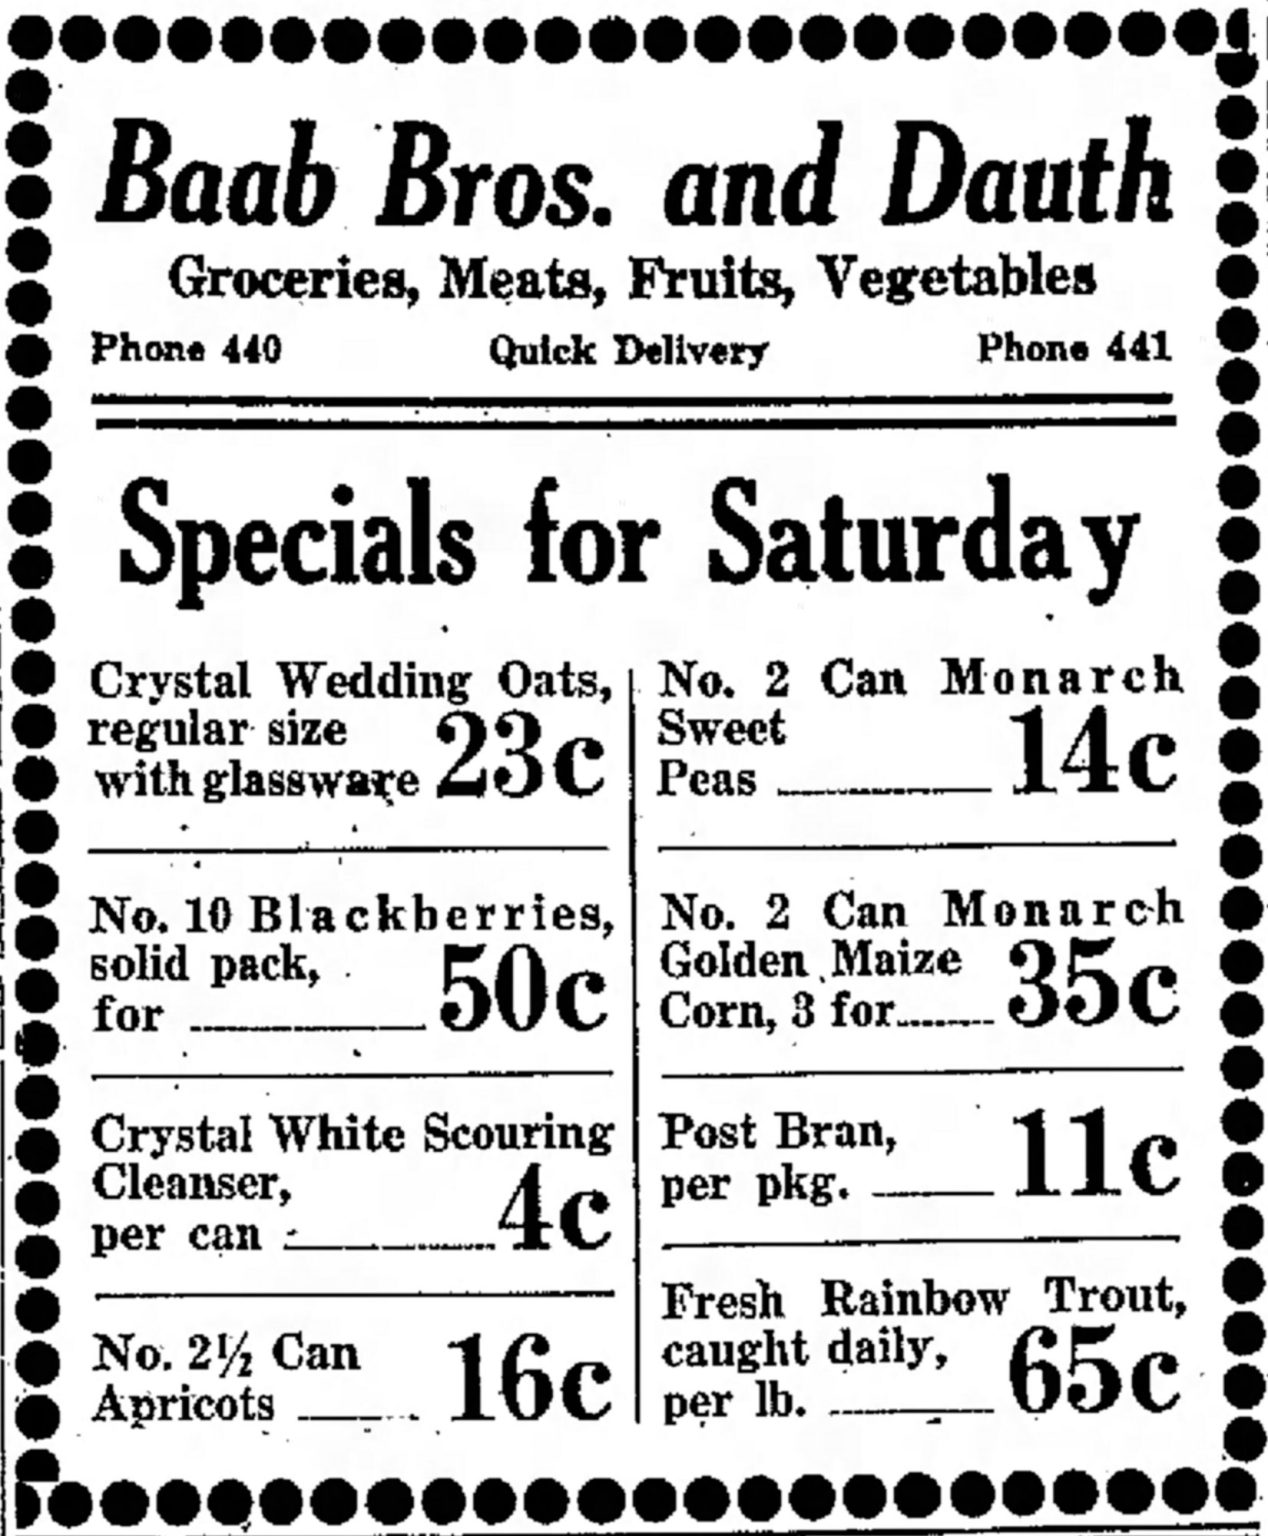 Baab Bros. and Dauth
Groceries, Meats, Fruits, Vegetables
Phone 440 Quick Delivery Phone 441
Specials for Saturday
Crystal Wedding Oats,
regular size
with glassware 23c
No. 10 Blackberries,
solid pack,
for 50c
Crystal White Scouring
Cleanser,
per can 4c
No. 2½ Can
Apricots 16c
No. 2 Can Monarch
Sweet
Peas 14c
No. 2 Can Monarch
Golden Maize
Corn, 3 for 35c
Post Bran,
per pkg. 11c
Fresh Rainbow Trout,
caught daily,
per lb. 65c